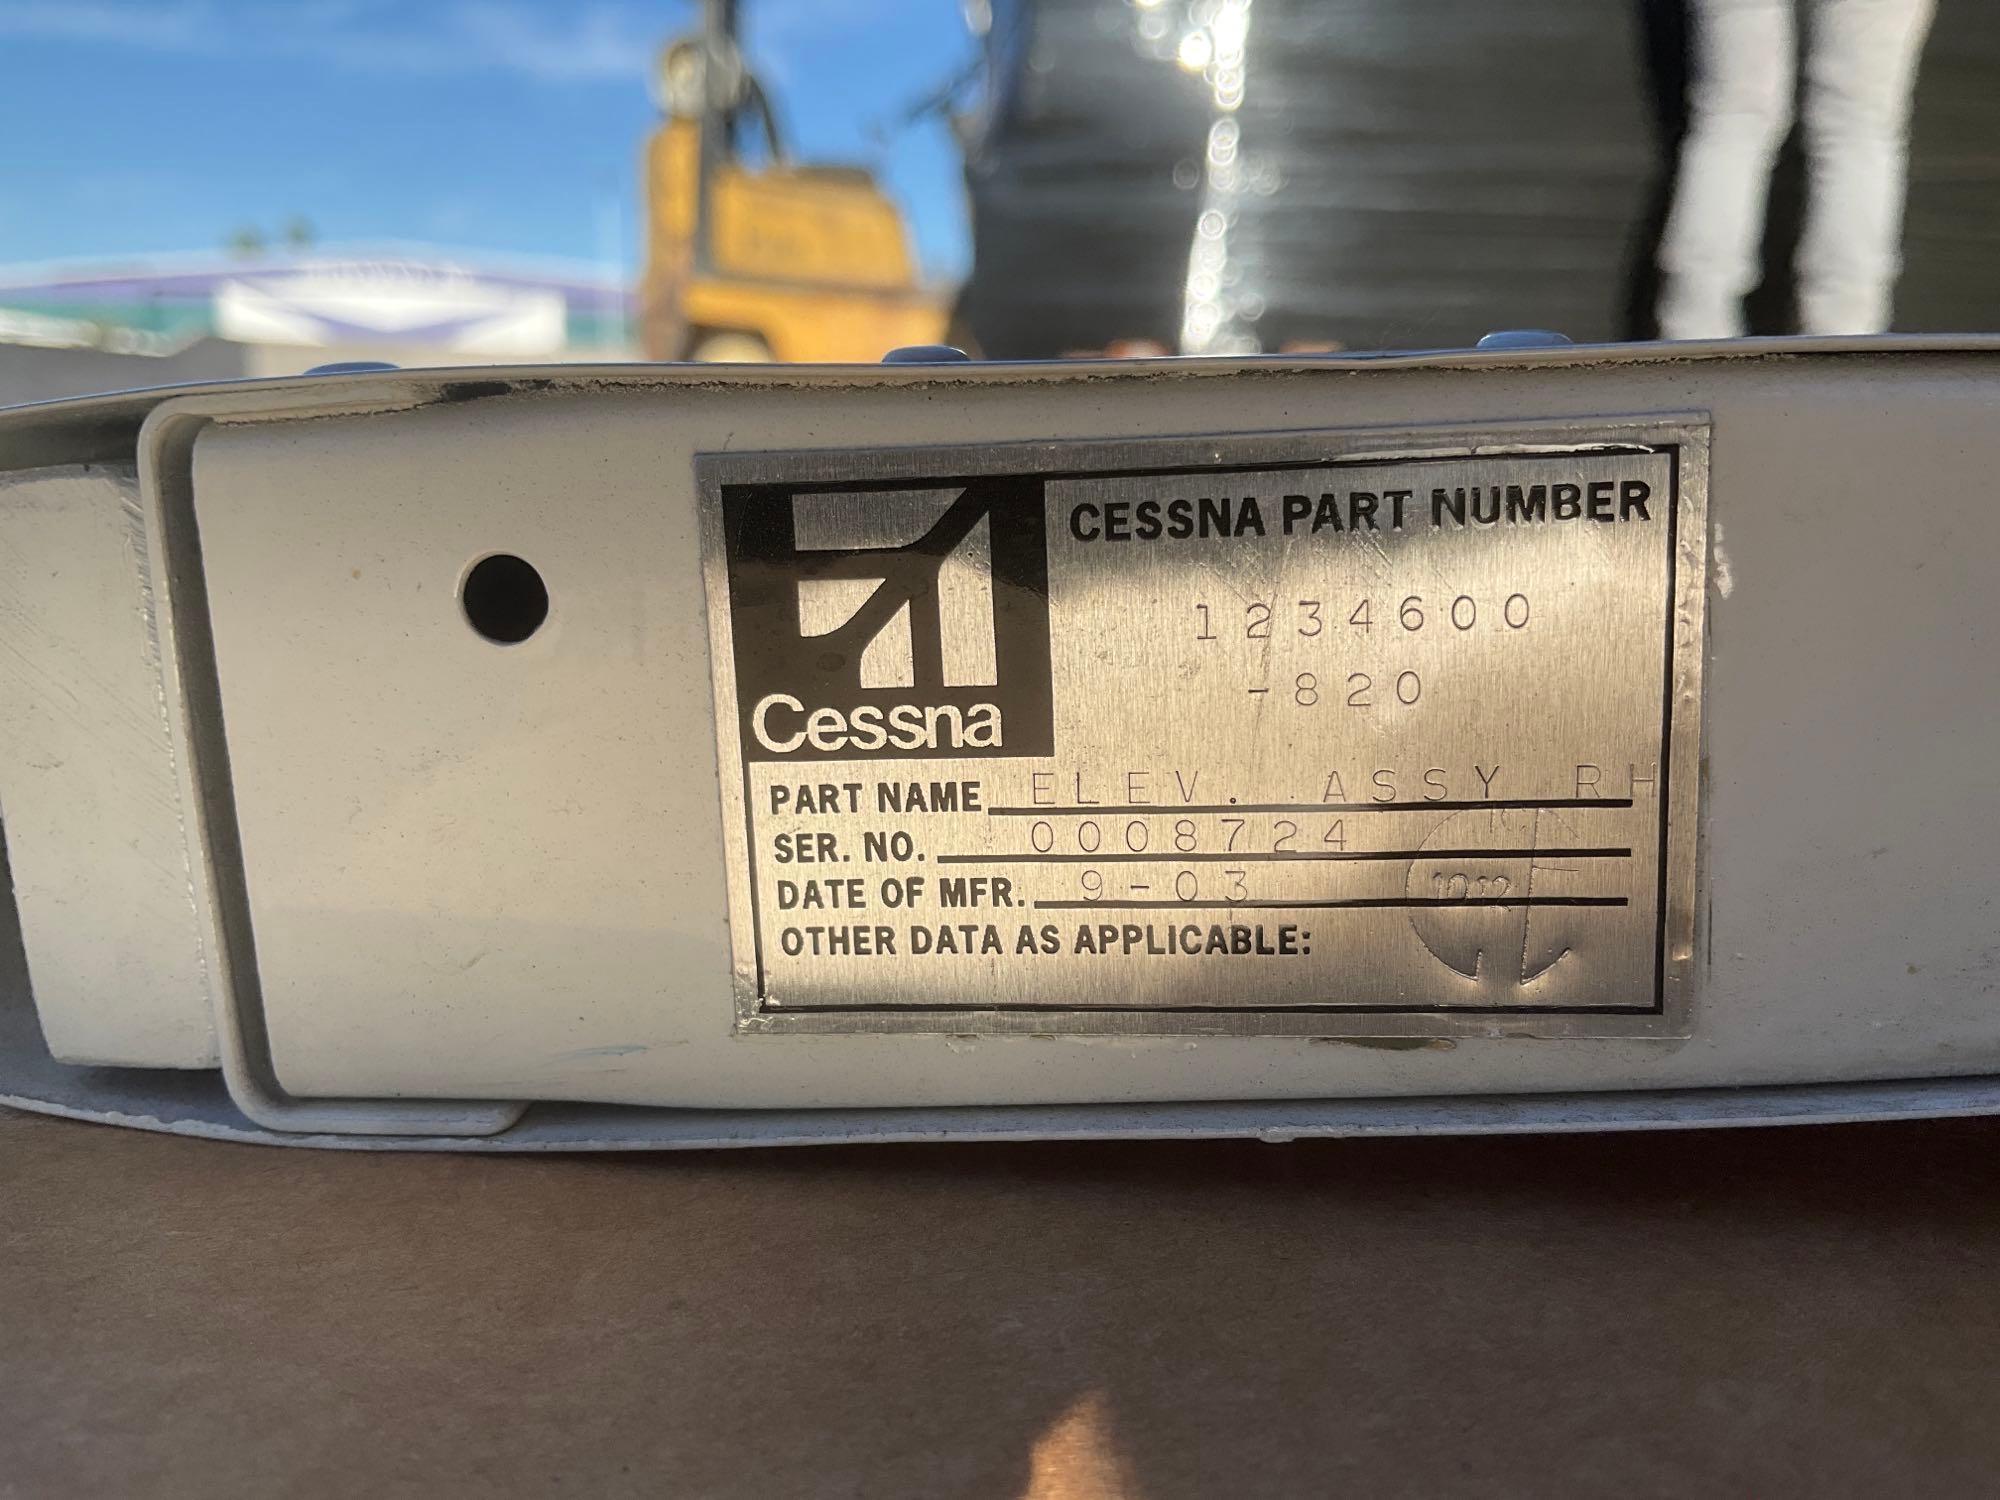 CESSNA PART NUMBER
1234600
-820
Cessna
PART NAME ELEV. ASSY RH
SER. NO. 0008724
DATE OF MFR. 9-03
OTHER DATA AS APPLICABLE: